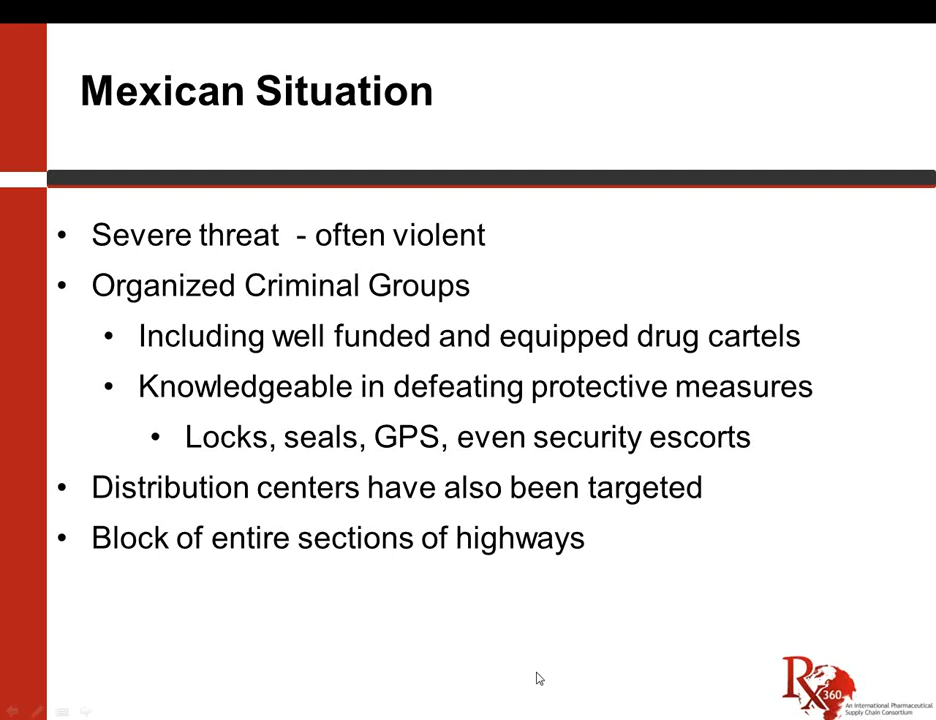 Mexican Situation
• Severe threat - often violent
• Organized Criminal Groups
• Including well funded and equipped drug cartels
• Knowledgeable in defeating protective measures
• Locks, seals, GPS, even security escorts
• Distribution centers have also been targeted
• Block of entire sections of highways
Rx
360
An International Pharmaceutical
Supply Chain Consortium